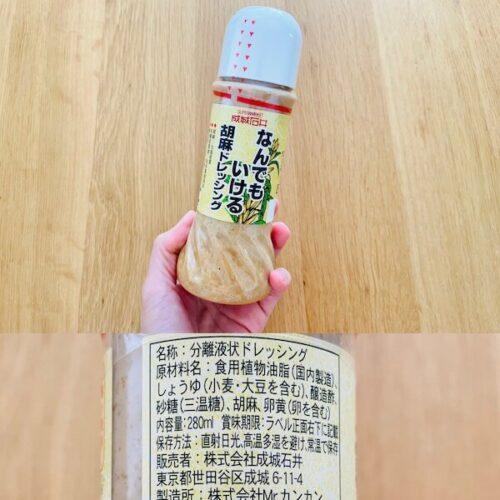 SUPERMARKET
成城石井
なんでも
いける
胡麻ドレッシング
名称：分離液状ドレッシング
原材料名：食用植物油脂（国内製造）、
しょうゆ（小麦・大豆を含む）、醸造酢、
砂糖（三温糖）、胡麻、卵黄（卵を含む）
内容量：280ml 賞味期限：ラベル正面右下に記載
保存方法：直射日光、高温多湿を避け、常温で保存
販売者：株式会社成城石井
東京都世田谷区成城 6-11-4
製造所：株式会社Mr.カンカン